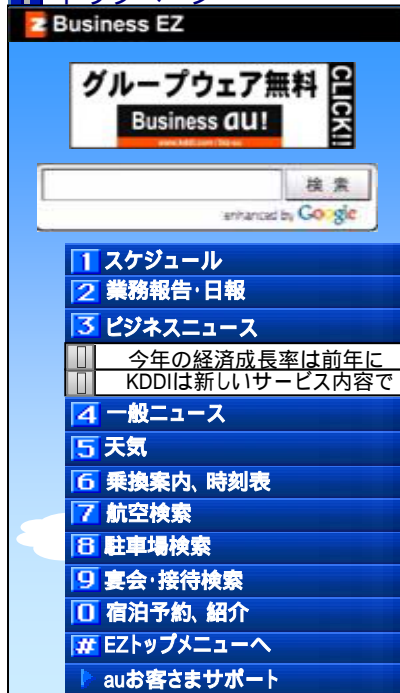 トップページ
Business EZ
グループウェア無料
Business au!
CLICK!!
検 索
enhanced by Google
1 スケジュール
2 業務報告・日報
3 ビジネスニュース
今年の経済成長率は前年に
KDDIは新しいサービス内容で
4 一般ニュース
5 天気
6 乗換案内、時刻表
7 航空検索
8 駐車場検索
9 宴会・接待検索
0 宿泊予約、紹介
# EZトップメニューへ
auお客さまサポート